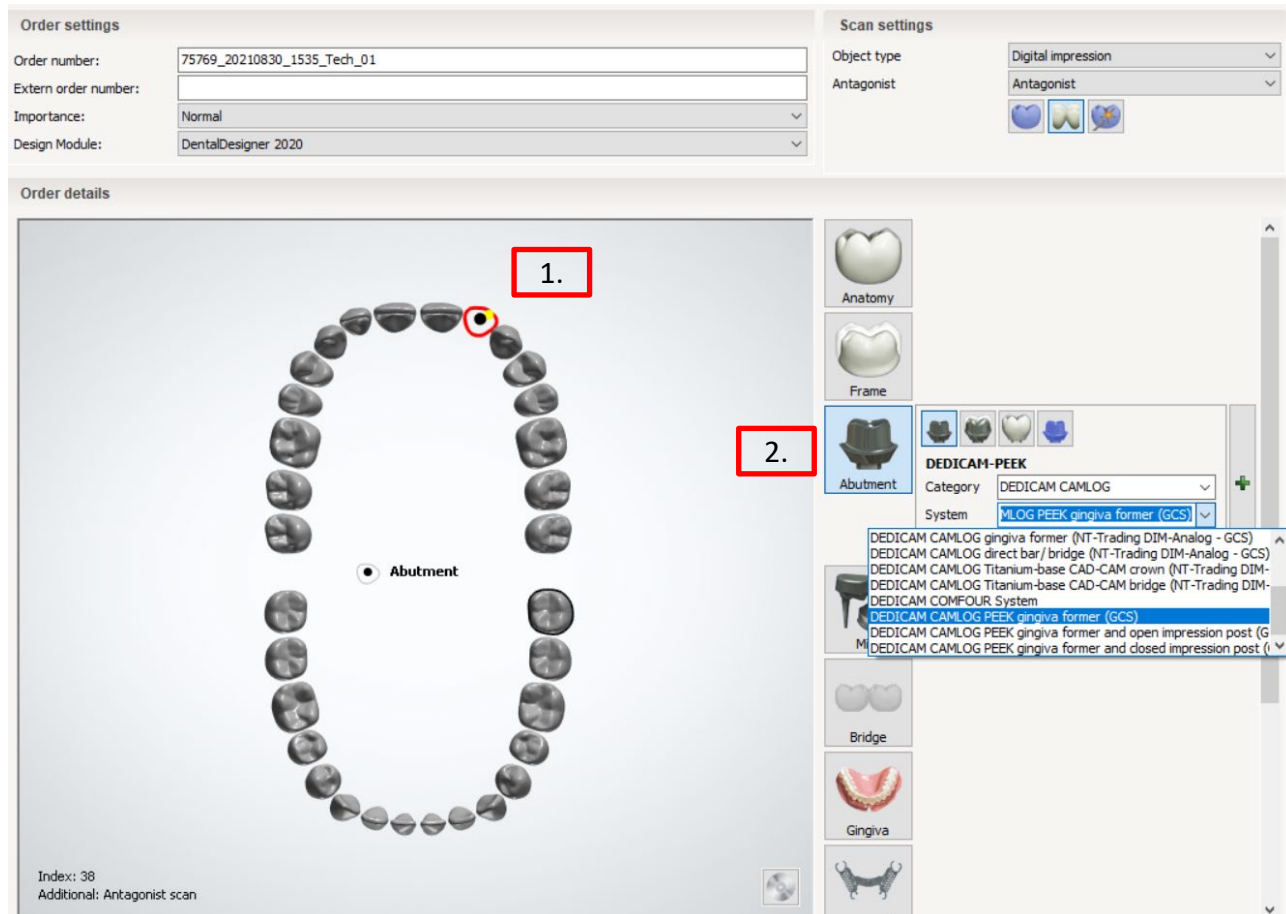 Order settings
Order number:
75769_20210830_1535_Tech_01
Extern order number:
Importance:
Normal
Design Module:
DentalDesigner 2020
Scan settings
Object type
Digital impression
Antagonist
Antagonist
Order details
1.
Abutment
Index: 38
Additional: Antagonist scan
Anatomy
Frame
2.
Abutment
DEDICAM-PEEK
Category
DEDICAM CAMLOG
System
MLOG PEEK gingiva former (GCS)
DEDICAM CAMLOG gingiva former (NT-Trading DIM-Analog - GCS)
DEDICAM CAMLOG direct bar/ bridge (NT-Trading DIM-Analog - GCS)
DEDICAM CAMLOG Titanium-base CAD-CAM crown (NT-Trading DIM-
DEDICAM CAMLOG Titanium-base CAD-CAM bridge (NT-Trading DIM-
DEDICAM COMFOUR System
DEDICAM CAMLOG PEEK gingiva former (GCS)
DEDICAM CAMLOG PEEK gingiva former and open impression post (G
DEDICAM CAMLOG PEEK gingiva former and closed impression post (
Bridge
Gingiva